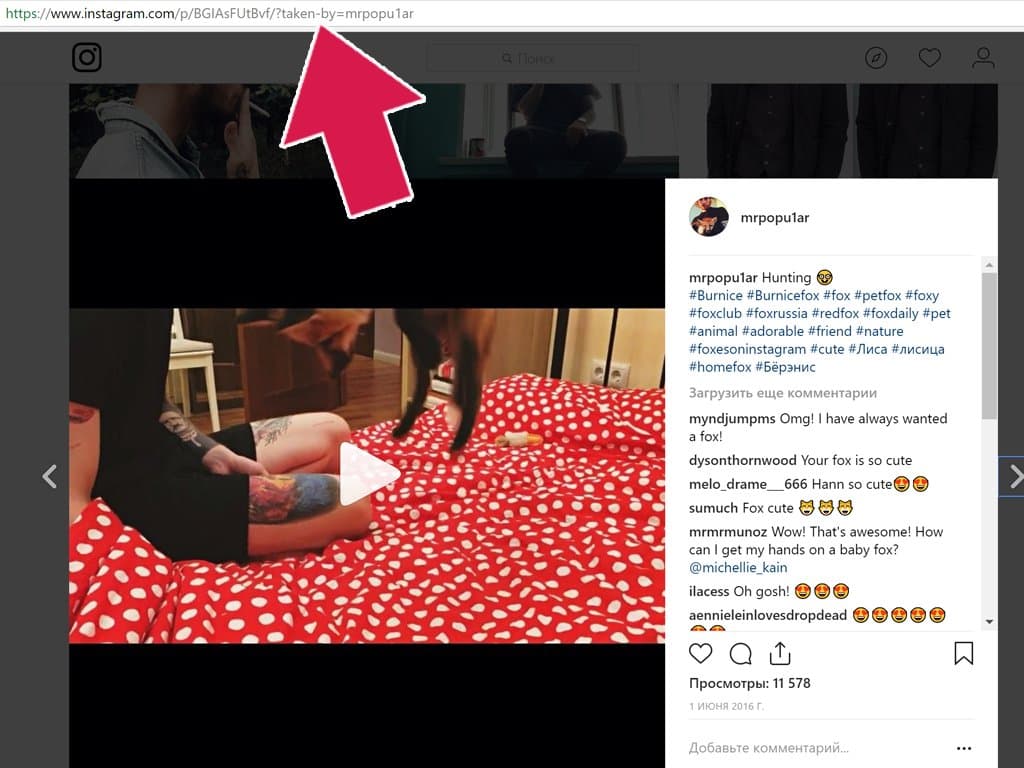 https://www.instagram.com/p/BGIAsFUtBvf/?taken-by=mrpopu1ar
Поиск
mrpopu1ar
mrpopu1ar Hunting 🤓
#Burnice #Burnicefox #fox #petfox #foxy
#foxclub #foxrussia #redfox #foxdaily #pet
#animal #adorable #friend #nature
#foxesoninstagram #cute #Лиса #лисица
#homefox #Бёрэнис
Загрузить еще комментарии
myndjumpms Omg! I have always wanted
a fox!
dysonthornwood Your fox is so cute
melo_drame___666 Hann so cute😍😍
sumuch Fox cute 😸😸😸
mrmrmunoz Wow! That's awesome! How
can I get my hands on a baby fox?
@michellie_kain
ilacess Oh gosh! 😍😍😍
aennieleinlovesdropdead 😍😍😍😍😍
😍😍
Просмотры: 11 578
1 ИЮНЯ 2016 Г.
Добавьте комментарий...